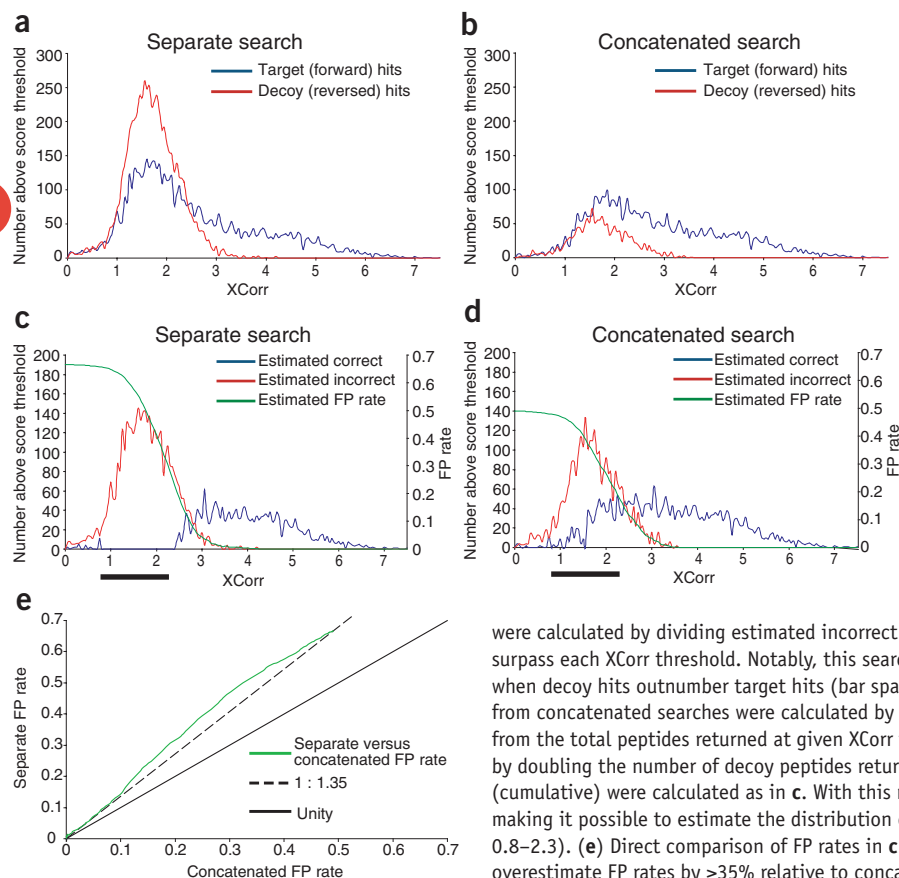 a
Separate search
Number above score threshold
300
250
200
150
100
50
0
Target (forward) hits
Decoy (reversed) hits
0 1 2 3 4 5 6 7
XCorr
b
Concatenated search
Number above score threshold
300
250
200
150
100
50
0
Target (forward) hits
Decoy (reversed) hits
0 1 2 3 4 5 6 7
XCorr
c
Separate search
Number above score threshold
200
180
160
140
120
100
80
60
40
20
0
Estimated correct
Estimated incorrect
Estimated FP rate
0.7
0.6
0.5
0.4
0.3
0.2
0.1
0
FP rate
0 1 2 3 4 5 6 7
XCorr
d
Concatenated search
Number above score threshold
200
180
160
140
120
100
80
60
40
20
0
Estimated correct
Estimated incorrect
Estimated FP rate
0.7
0.6
0.5
0.4
0.3
0.2
0.1
0
FP rate
0 1 2 3 4 5 6 7
XCorr
e
Separate FP rate
0.7
0.6
0.5
0.4
0.3
0.2
0.1
0
Separate versus
concatenated FP rate
1 : 1.35
Unity
0 0.1 0.2 0.3 0.4 0.5 0.6 0.7
Concatenated FP rate
were calculated by dividing estimated incorrect
surpass each XCorr threshold. Notably, this searc
when decoy hits outnumber target hits (bar spa
from concatenated searches were calculated by
from the total peptides returned at given XCorr
by doubling the number of decoy peptides retur
(cumulative) were calculated as in c. With this
making it possible to estimate the distribution
0.8–2.3). (e) Direct comparison of FP rates in c
overestimate FP rates by >35% relative to conca